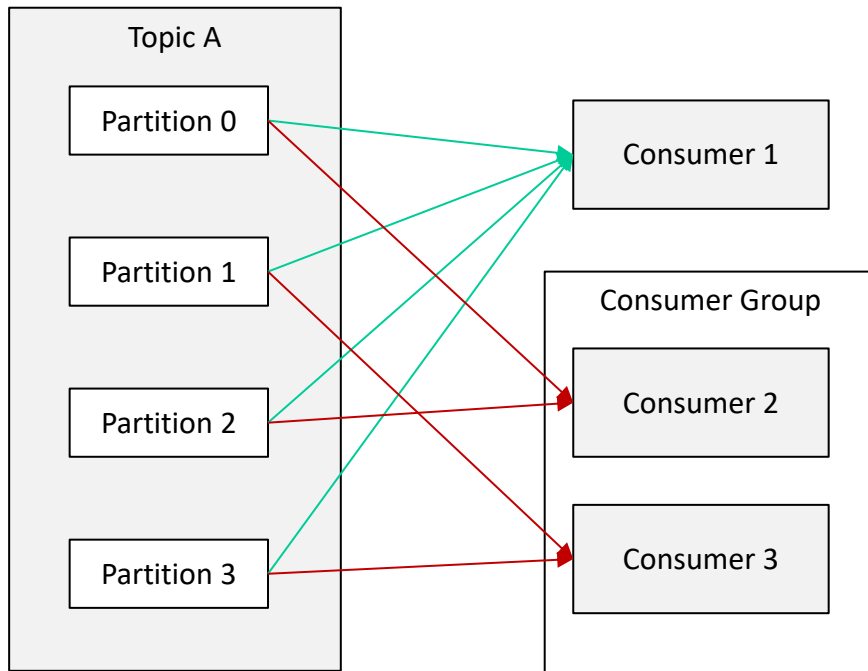 Topic A
Partition 0
Partition 1
Partition 2
Partition 3
Consumer 1
Consumer Group
Consumer 2
Consumer 3